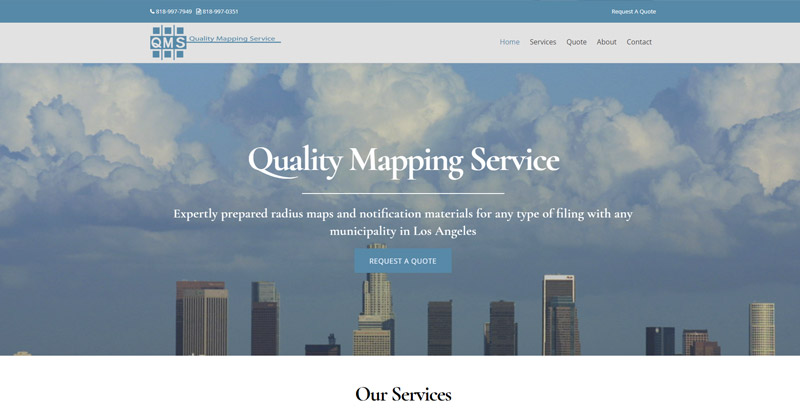 818-997-7949 818-997-0351 Request A Quote
QMS Quality Mapping Service
Home Services Quote About Contact
Quality Mapping Service
Expertly prepared radius maps and notification materials for any type of filing with any
municipality in Los Angeles
REQUEST A QUOTE
Our Services